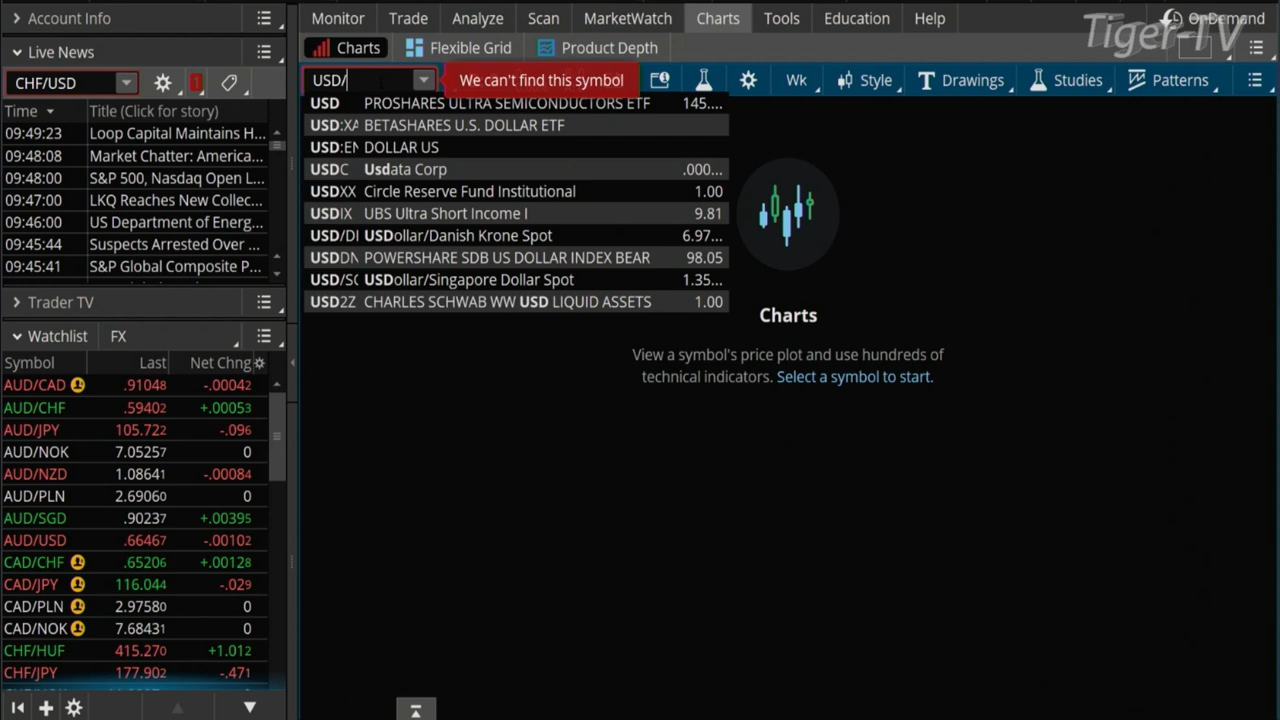 Account Info
Monitor Trade Analyze Scan MarketWatch Charts Tools Education Help
OnDemand
Tiger-TV
Live News
Charts Flexible Grid Product Depth
CHF/USD 1
USD/ We can't find this symbol Wk Style Drawings Studies Patterns
Time Title (Click for story)
09:49:23 Loop Capital Maintains H...
09:48:08 Market Chatter: America...
09:48:00 S&P 500, Nasdaq Open L...
09:47:00 LKQ Reaches New Collec...
09:46:00 US Department of Energ...
09:45:44 Suspects Arrested Over ...
09:45:41 S&P Global Composite P...
USD PROSHARES ULTRA SEMICONDUCTORS ETF 145....
USD:XA BETASHARES U.S. DOLLAR ETF
USD:EN DOLLAR US
USDC Usdata Corp .000...
USDXX Circle Reserve Fund Institutional 1.00
USDIX UBS Ultra Short Income I 9.81
USD/DI USDollar/Danish Krone Spot 6.97...
USDDN POWERSHARE SDB US DOLLAR INDEX BEAR 98.05
USD/SG USDollar/Singapore Dollar Spot 1.35...
USD2Z CHARLES SCHWAB WW USD LIQUID ASSETS 1.00
Trader TV
Watchlist FX
Symbol Last Net Chng
AUD/CAD .91048 -.00042
AUD/CHF .59402 +.00053
AUD/JPY 105.722 -.096
AUD/NOK 7.05257 0
AUD/NZD 1.08641 -.00084
AUD/PLN 2.69060 0
AUD/SGD .90237 +.00395
AUD/USD .66467 -.00102
CAD/CHF .65206 +.00128
CAD/JPY 116.044 -.029
CAD/PLN 2.97580 0
CAD/NOK 7.68431 0
CHF/HUF 415.270 +1.012
CHF/JPY 177.902 -.471
Charts
View a symbol's price plot and use hundreds of
technical indicators. Select a symbol to start.